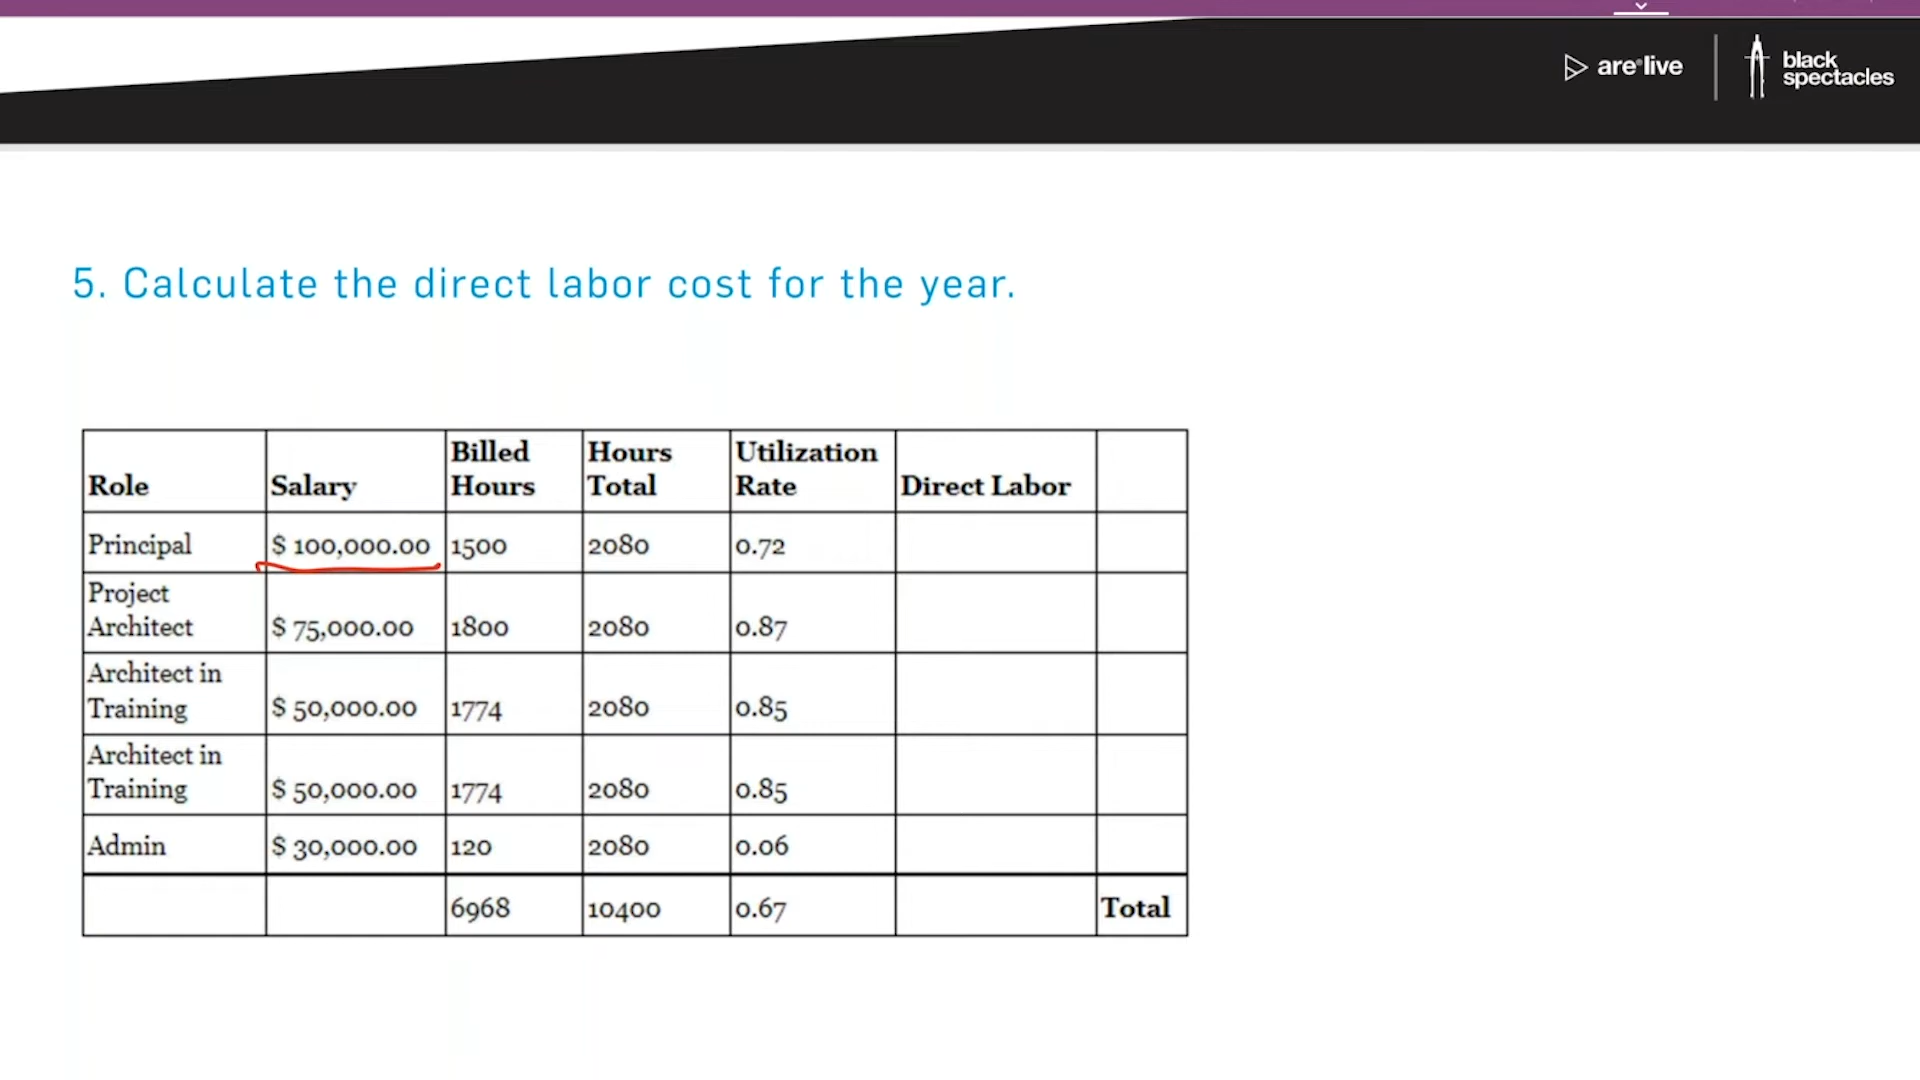 are live
black
spectacles
5. Calculate the direct labor cost for the year.
Role Salary Billed Hours Hours Total Utilization Rate Direct Labor
Principal $ 100,000.00 1500 2080 0.72
Project Architect $ 75,000.00 1800 2080 0.87
Architect in Training $ 50,000.00 1774 2080 0.85
Architect in Training $ 50,000.00 1774 2080 0.85
Admin $ 30,000.00 120 2080 0.06
6968 10400 0.67 Total